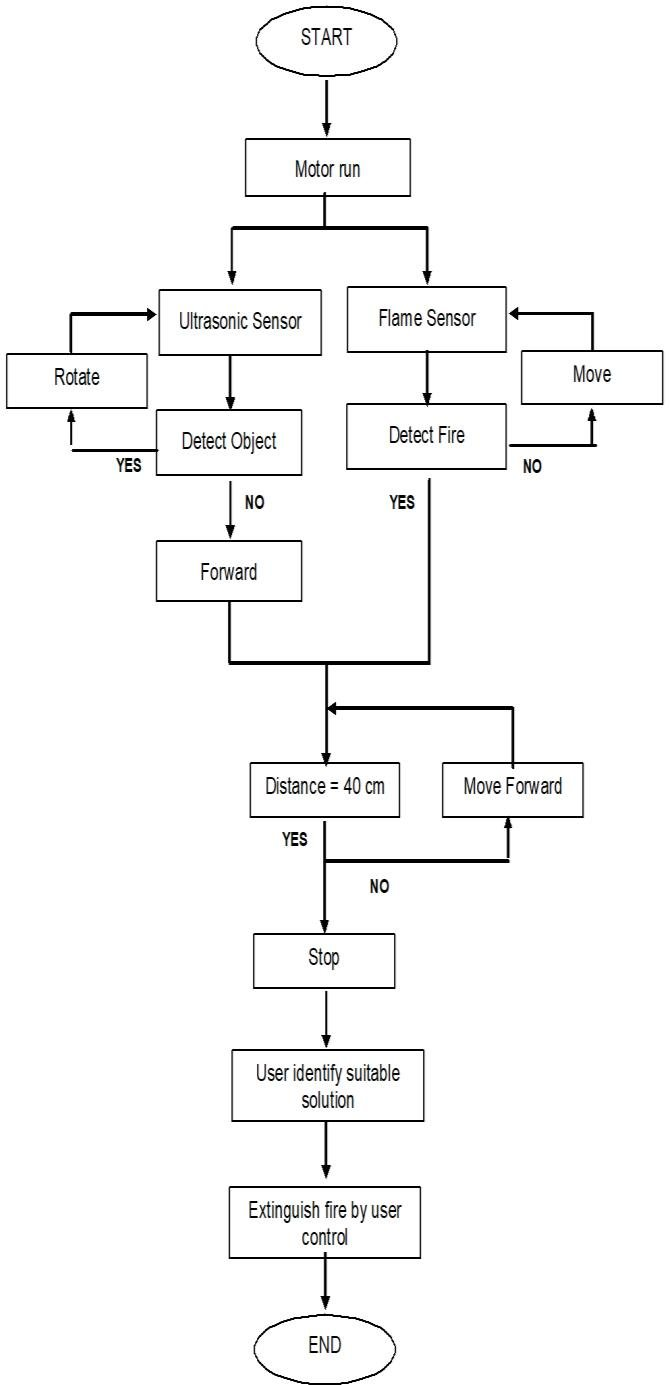 START
Motor run
Ultrasonic Sensor
Flame Sensor
Rotate
Move
Detect Object
Detect Fire
YES
NO
NO
YES
Forward
Distance = 40 cm
Move Forward
YES
NO
Stop
User identify suitable
solution
Extinguish fire by user
control
END